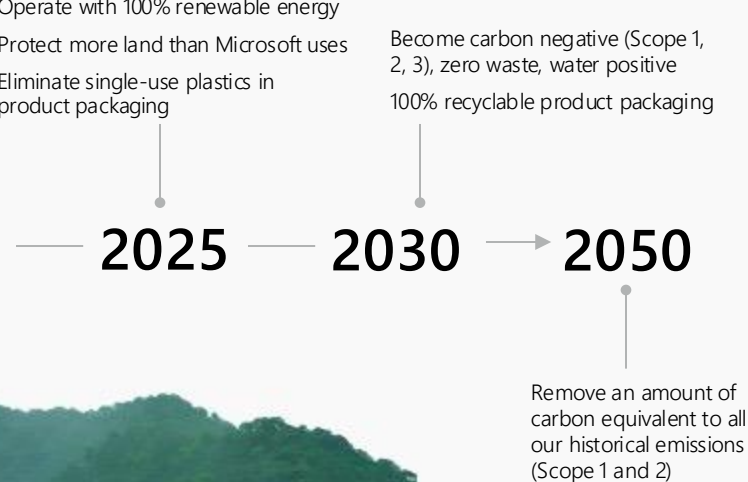 Operate with 100% renewable energy
Protect more land than Microsoft uses
Eliminate single-use plastics in
product packaging
Become carbon negative (Scope 1,
2, 3), zero waste, water positive
100% recyclable product packaging
2025
2030
2050
Remove an amount of
carbon equivalent to all
our historical emissions
(Scope 1 and 2)